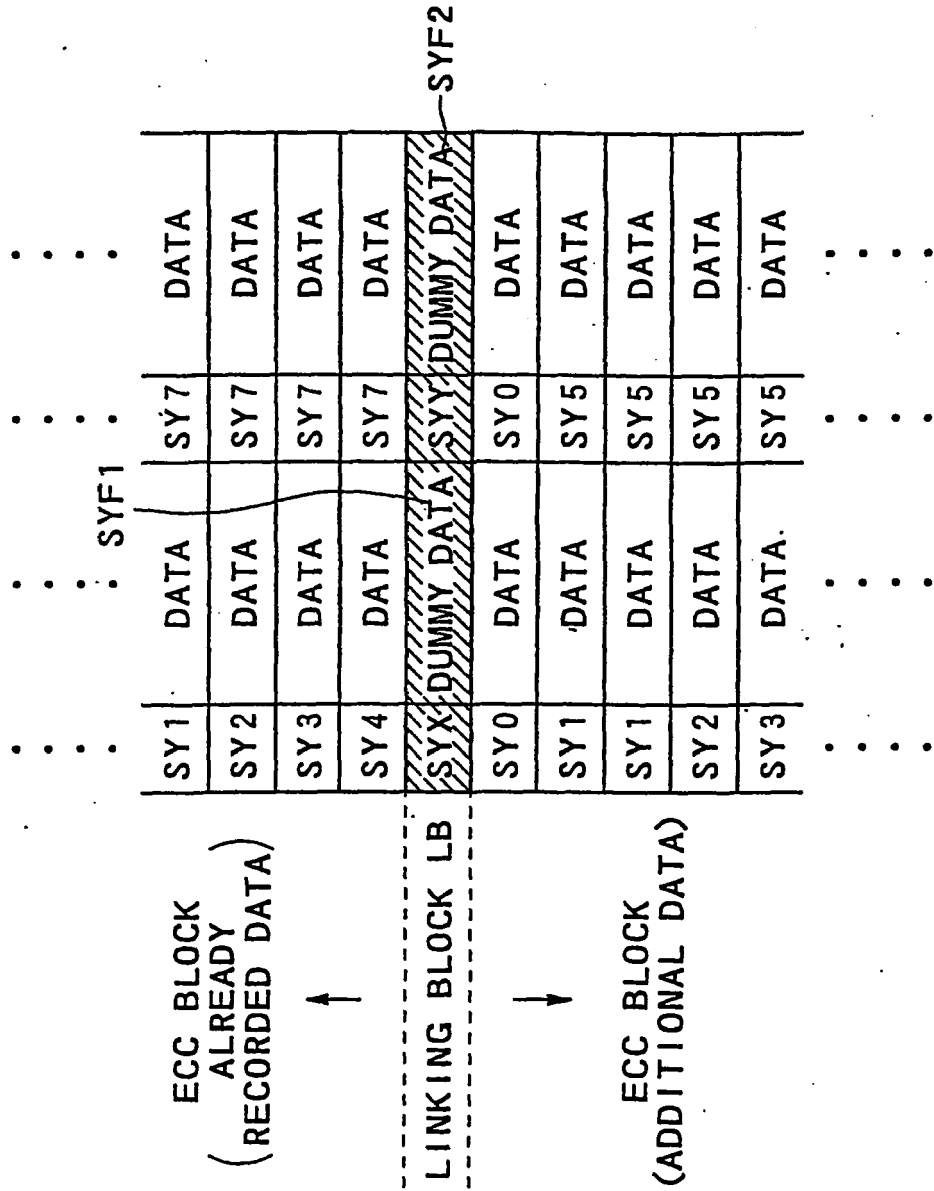 SYF1
ECC BLOCK
ALREADY
(RECORDED DATA)
SY1 DATA SY7 DATA
SY2 DATA SY7 DATA
SY3 DATA SY7 DATA
SY4 DATA SY7 DATA
LINKING BLOCK LB SYX DUMMY DATA SYY DUMMY DATA SYF2
SY0 DATA SY0 DATA
SY1 DATA SY5 DATA
SY1 DATA SY5 DATA
SY2 DATA SY5 DATA
SY3 DATA SY5 DATA
ECC BLOCK
(ADDITIONAL DATA)